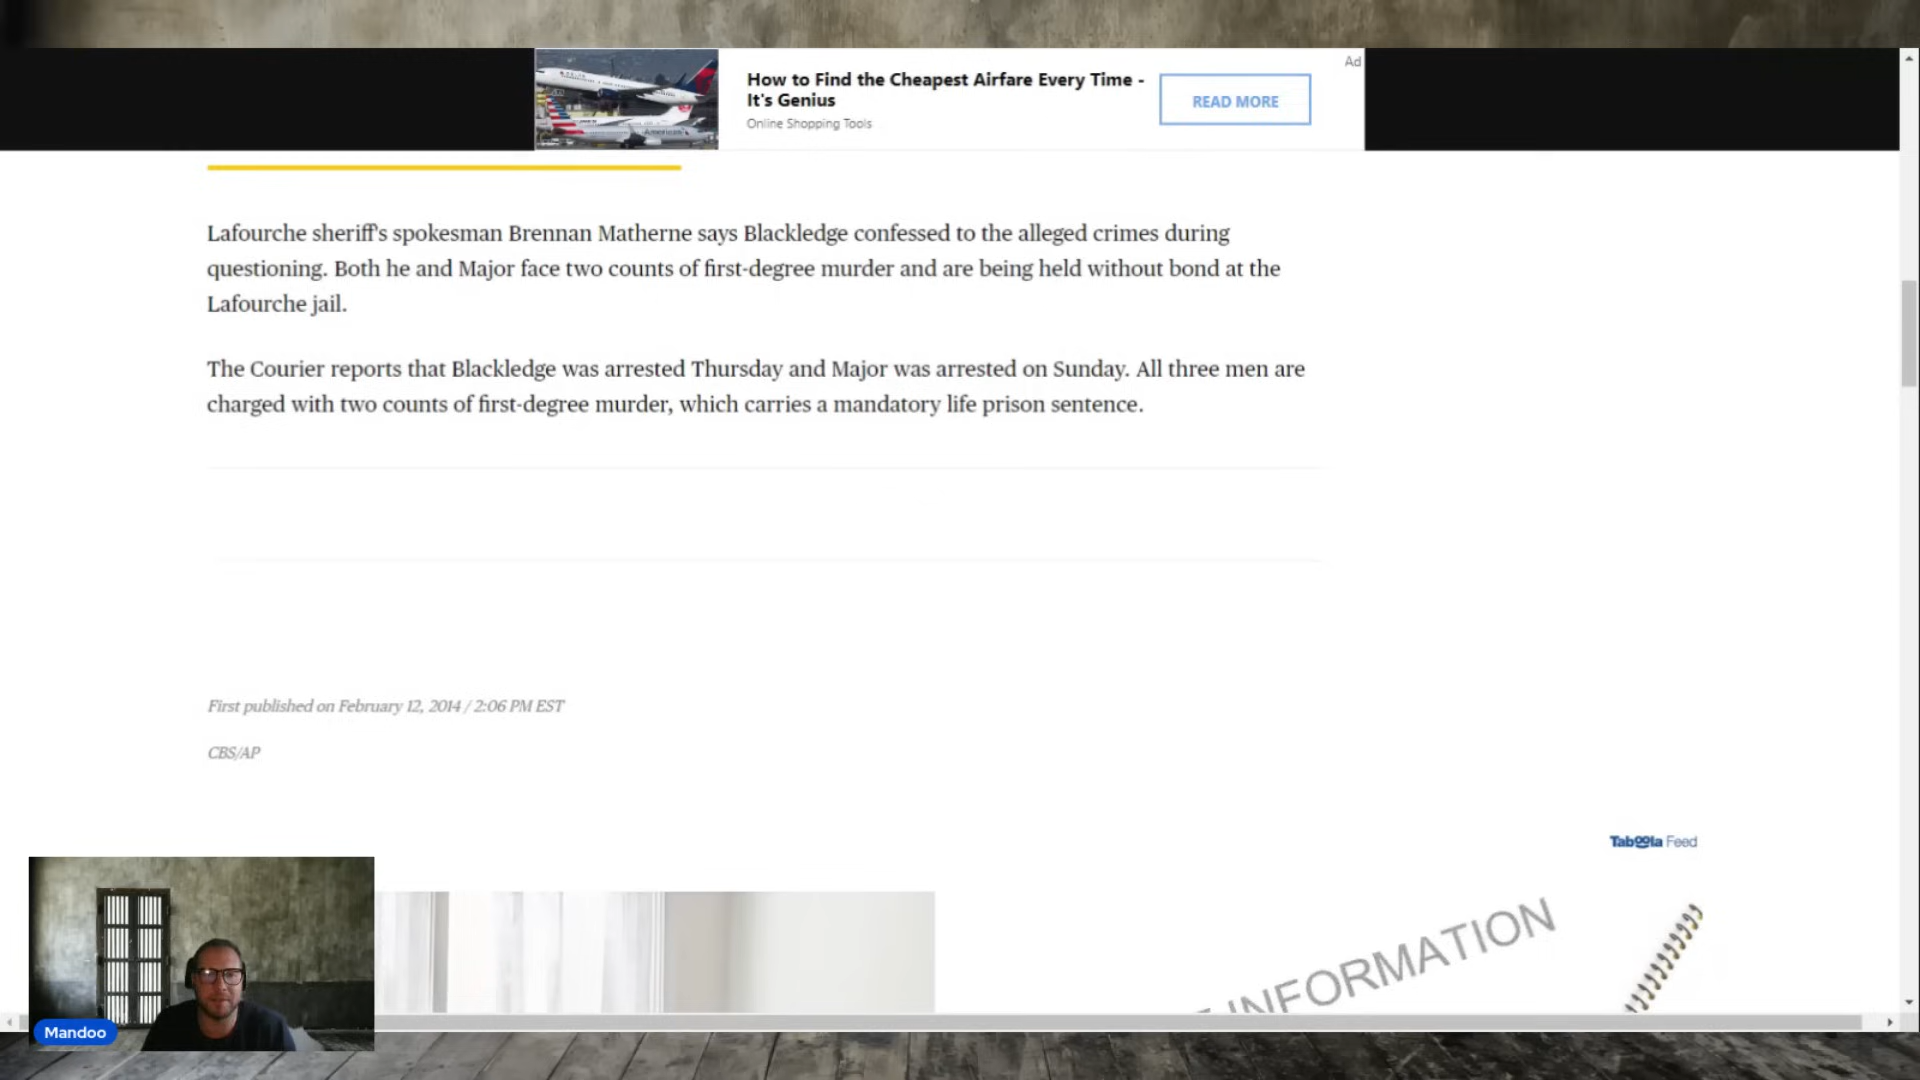 How to Find the Cheapest Airfare Every Time -
It's Genius
Online Shopping Tools
READ MORE
Ad
Lafourche sheriff's spokesman Brennan Matherne says Blackledge confessed to the alleged crimes during
questioning. Both he and Major face two counts of first-degree murder and are being held without bond at the
Lafourche jail.
The Courier reports that Blackledge was arrested Thursday and Major was arrested on Sunday. All three men are
charged with two counts of first-degree murder, which carries a mandatory life prison sentence.
First published on February 12, 2014 / 2:06 PM EST
CBS/AP
Taboola Feed
INFORMATION
Mandoo